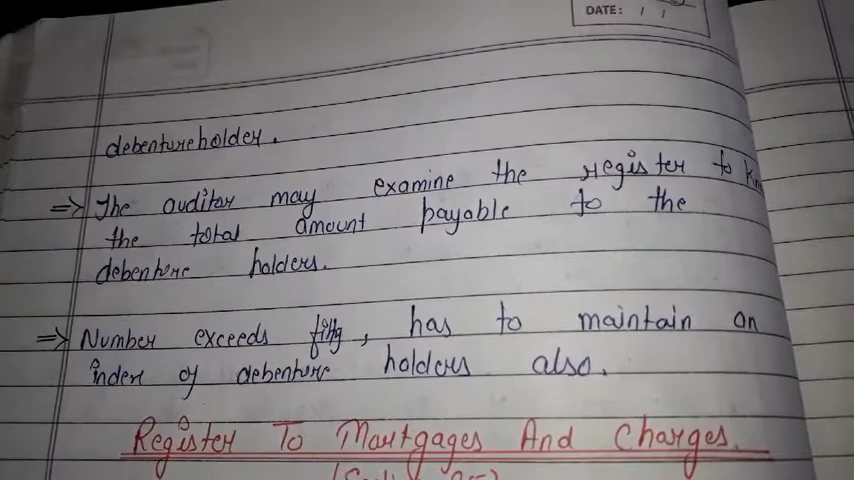 DATE: / /
debentureholder.
⇒ The auditor may examine the register to
the total amount payable to the
debenture holders.
⇒ Number exceeds fifty, has to maintain an
index of debenture holders also.
Register To Mortgages And Charges.